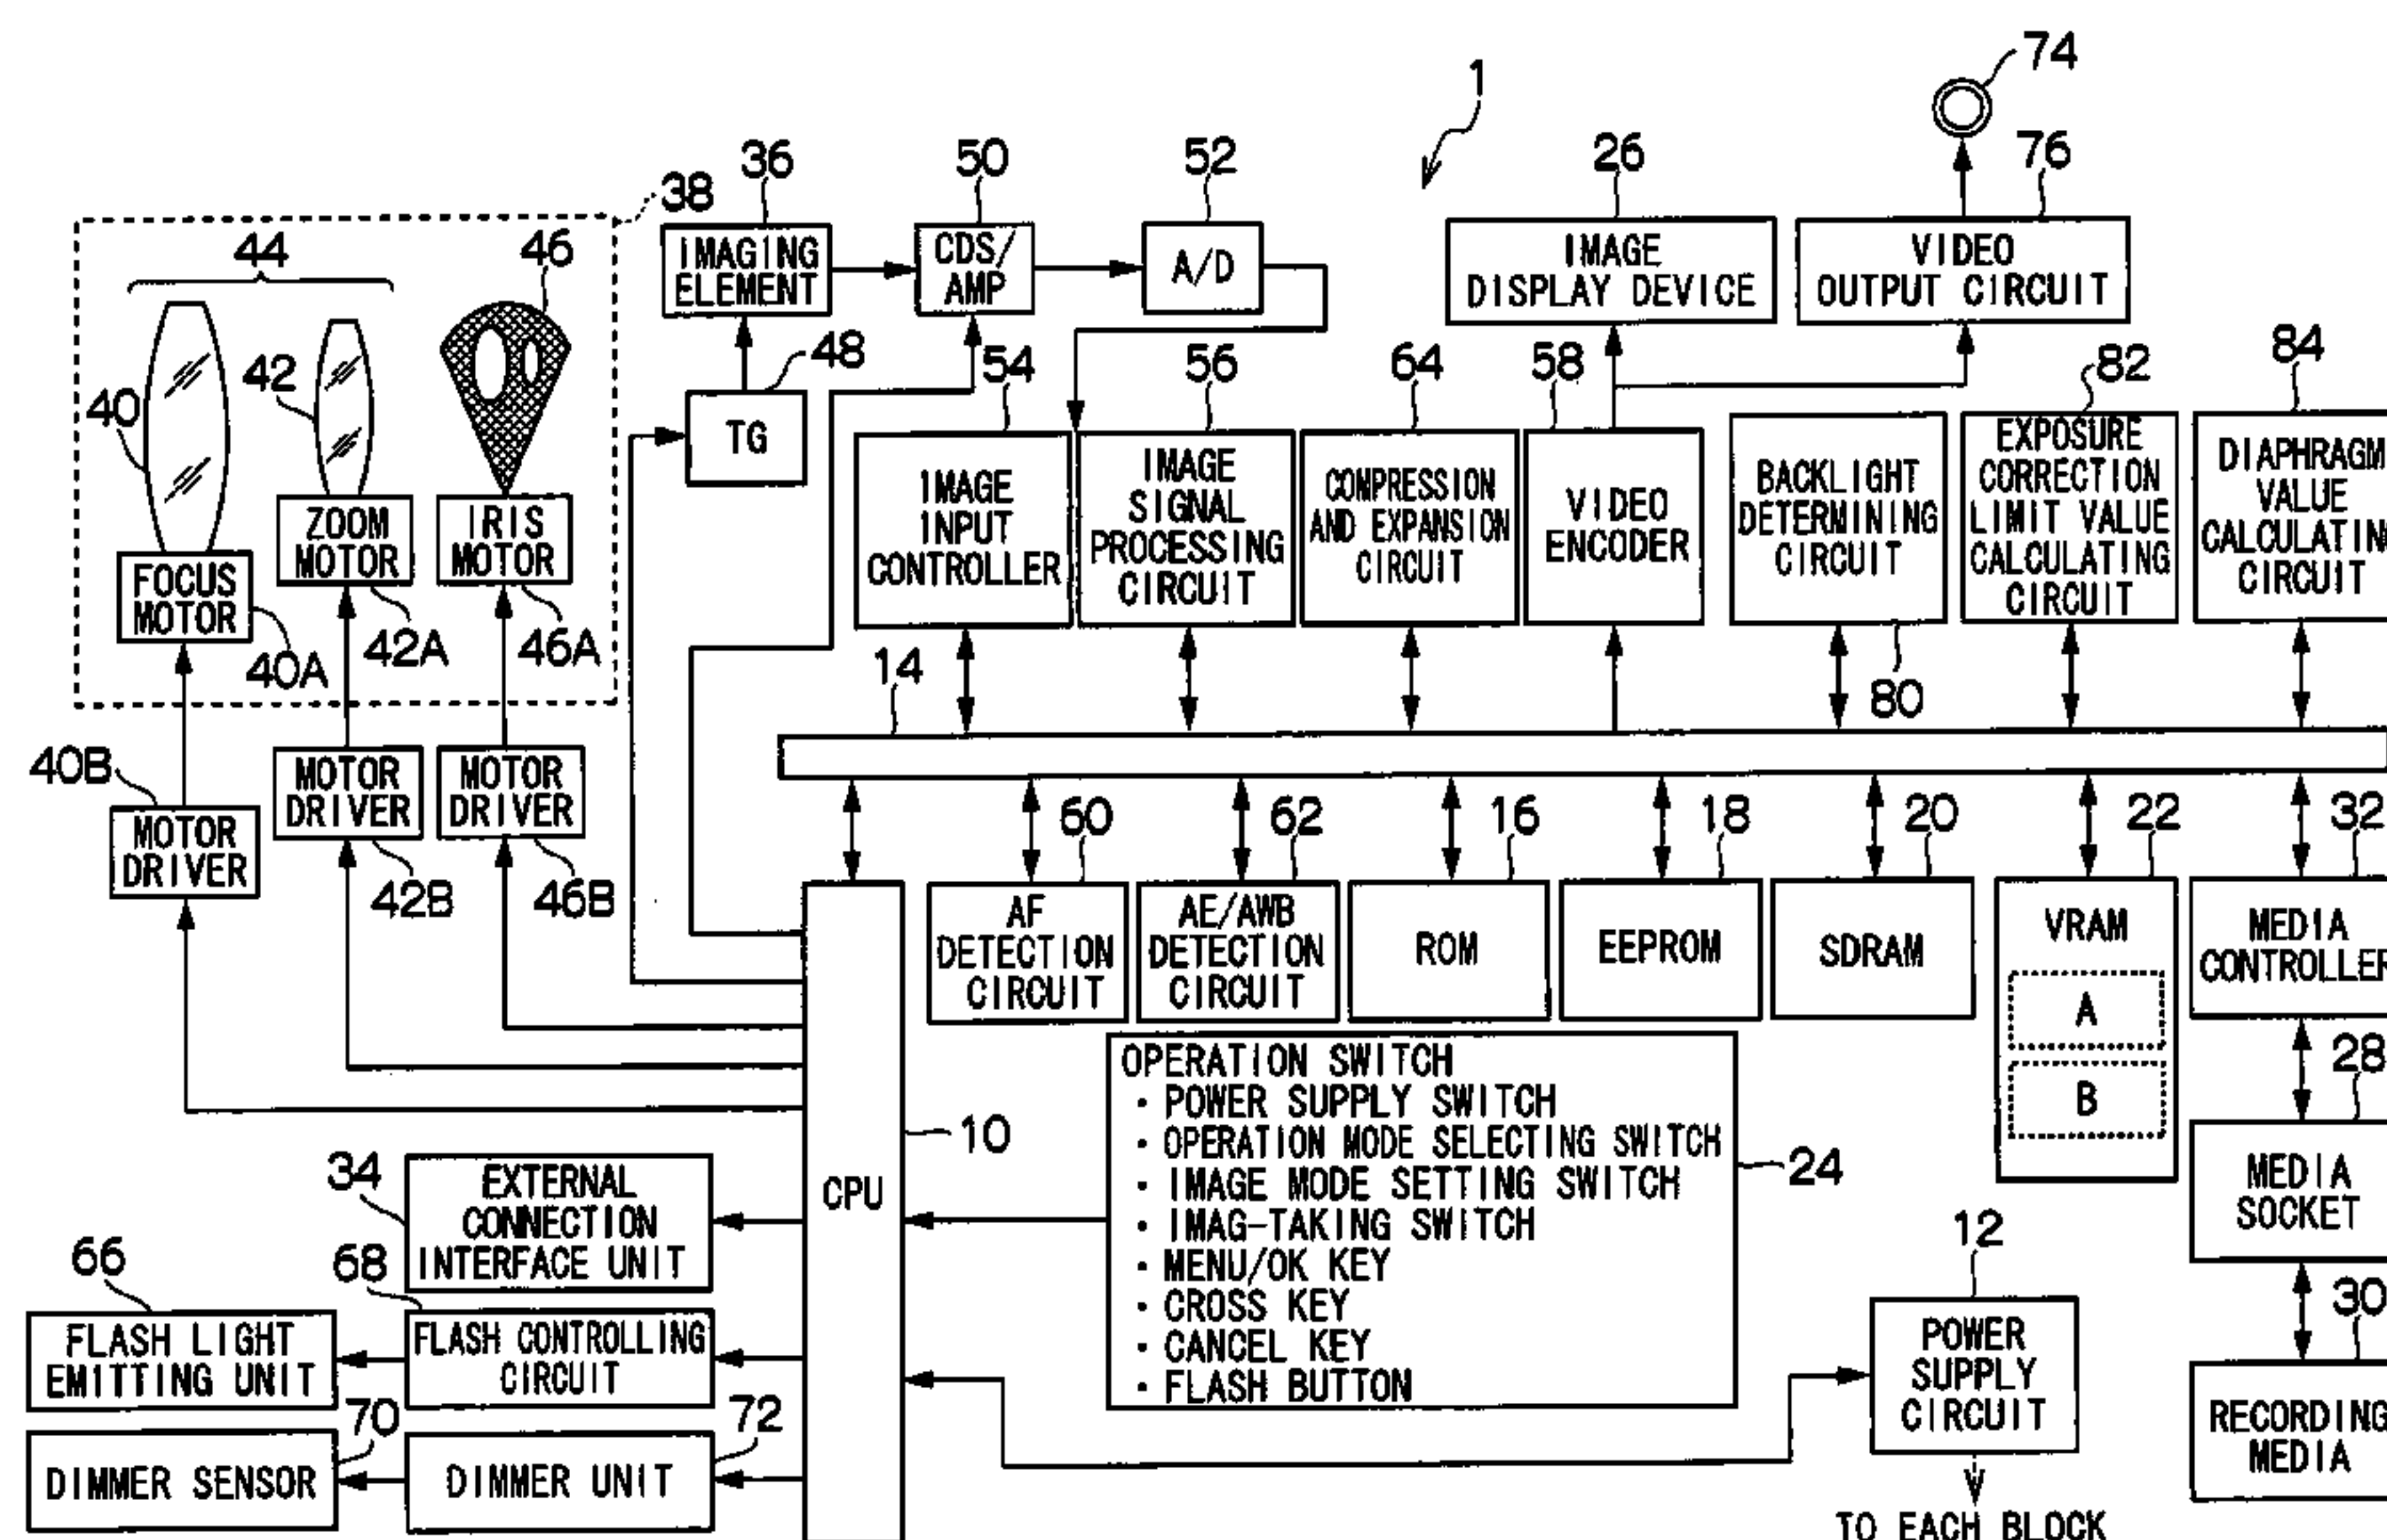 74
1
36
50
52
26
76
38
44
46
IMAGING
ELEMENT
CDS/
AMP
A/D
IMAGE
DISPLAY DEVICE
VIDEO
OUTPUT CIRCUIT
48
54
56
64
58
82
84
40
42
TG
IMAGE
INPUT
CONTROLLER
IMAGE
SIGNAL
PROCESSING
CIRCUIT
COMPRESSION
AND EXPANSION
CIRCUIT
VIDEO
ENCODER
BACKLIGHT
DETERMINING
CIRCUIT
EXPOSURE
CORRECTION
LIMIT VALUE
CALCULATING
CIRCUIT
DIAPHRAGM
VALUE
CALCULATIN
CIRCUIT
ZOOM
MOTOR
IRIS
MOTOR
FOCUS
MOTOR
40A
42A
46A
14
80
40B
MOTOR
DRIVER
MOTOR
DRIVER
MOTOR
DRIVER
42B
46B
60
62
16
18
20
22
32
AF
DETECTION
CIRCUIT
AE/AWB
DETECTION
CIRCUIT
ROM
EEPROM
SDRAM
VRAM
A
B
MEDIA
CONTROLLER
28
MEDIA
SOCKET
10
CPU
OPERATION SWITCH
・POWER SUPPLY SWITCH
・OPERATION MODE SELECTING SWITCH
・IMAGE MODE SETTING SWITCH
・IMAG-TAKING SWITCH
・MENU/OK KEY
・CROSS KEY
・CANCEL KEY
・FLASH BUTTON
24
34
EXTERNAL
CONNECTION
INTERFACE UNIT
12
POWER
SUPPLY
CIRCUIT
30
RECORDING
MEDIA
66
68
FLASH LIGHT
EMITTING UNIT
FLASH CONTROLLING
CIRCUIT
70
72
DIMMER SENSOR
DIMMER UNIT
TO EACH BLOCK